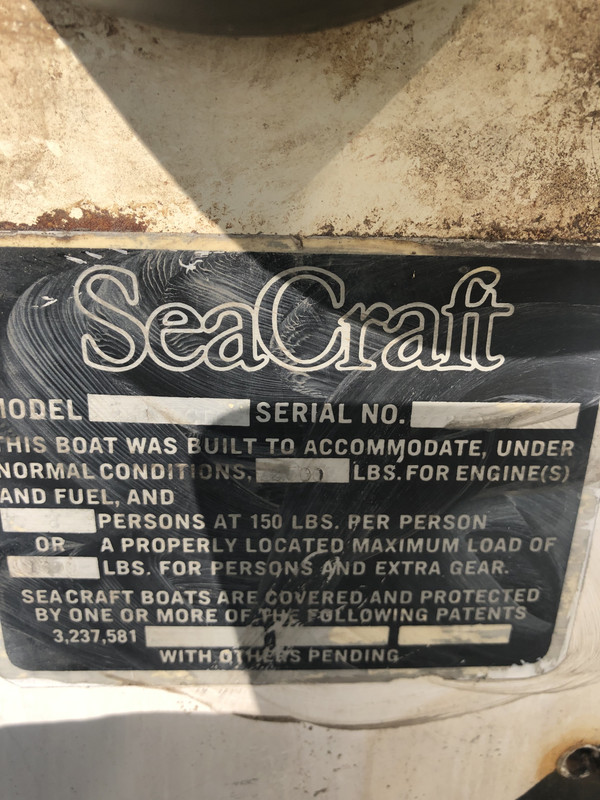 SeaCraft
MODEL SERIAL NO.
THIS BOAT WAS BUILT TO ACCOMMODATE, UNDER
NORMAL CONDITIONS, LBS. FOR ENGINE(S)
AND FUEL, AND
PERSONS AT 150 LBS. PER PERSON
OR A PROPERLY LOCATED MAXIMUM LOAD OF
LBS. FOR PERSONS AND EXTRA GEAR.
SEACRAFT BOATS ARE COVERED AND PROTECTED
BY ONE OR MORE OF THE FOLLOWING PATENTS
3,237,581
WITH OTHERS PENDING